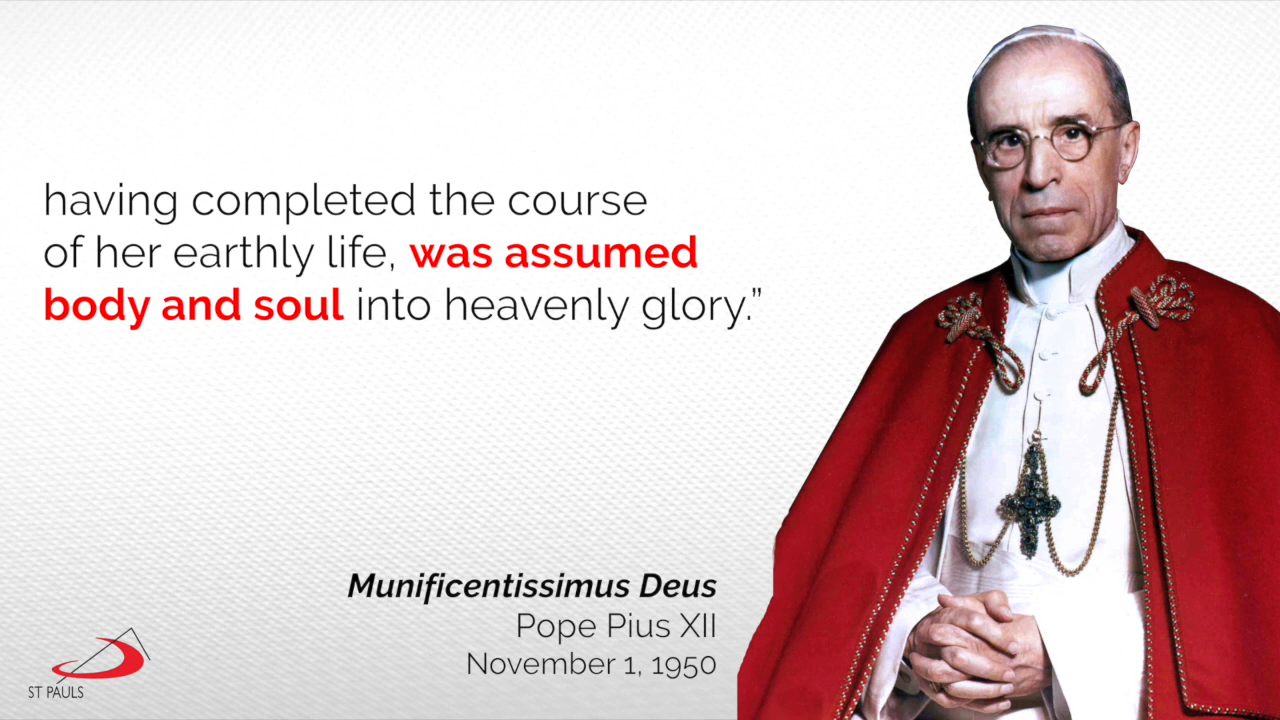 having completed the course
of her earthly life, was assumed
body and soul into heavenly glory.”
Munificentissimus Deus
Pope Pius XII
November 1, 1950
ST PAULS